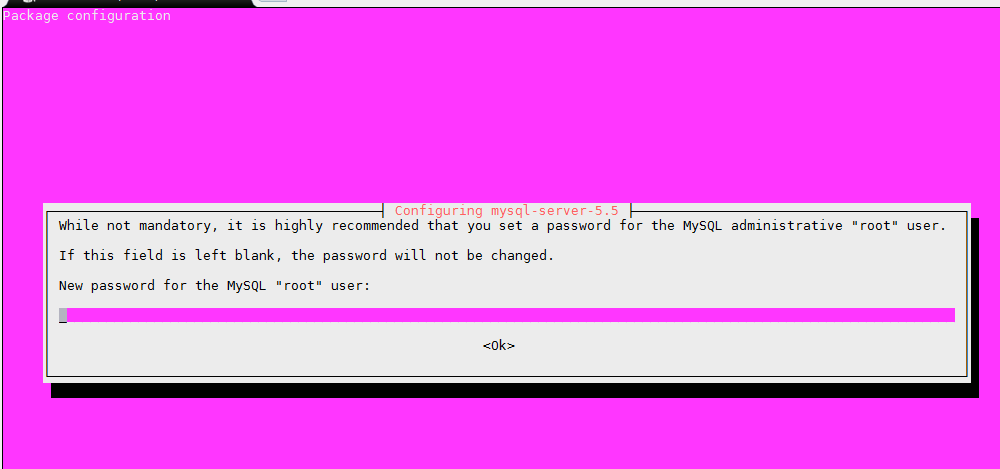 Package configuration
Configuring mysql-server-5.5
While not mandatory, it is highly recommended that you set a password for the MySQL administrative "root" user.
If this field is left blank, the password will not be changed.
New password for the MySQL "root" user:
<Ok>